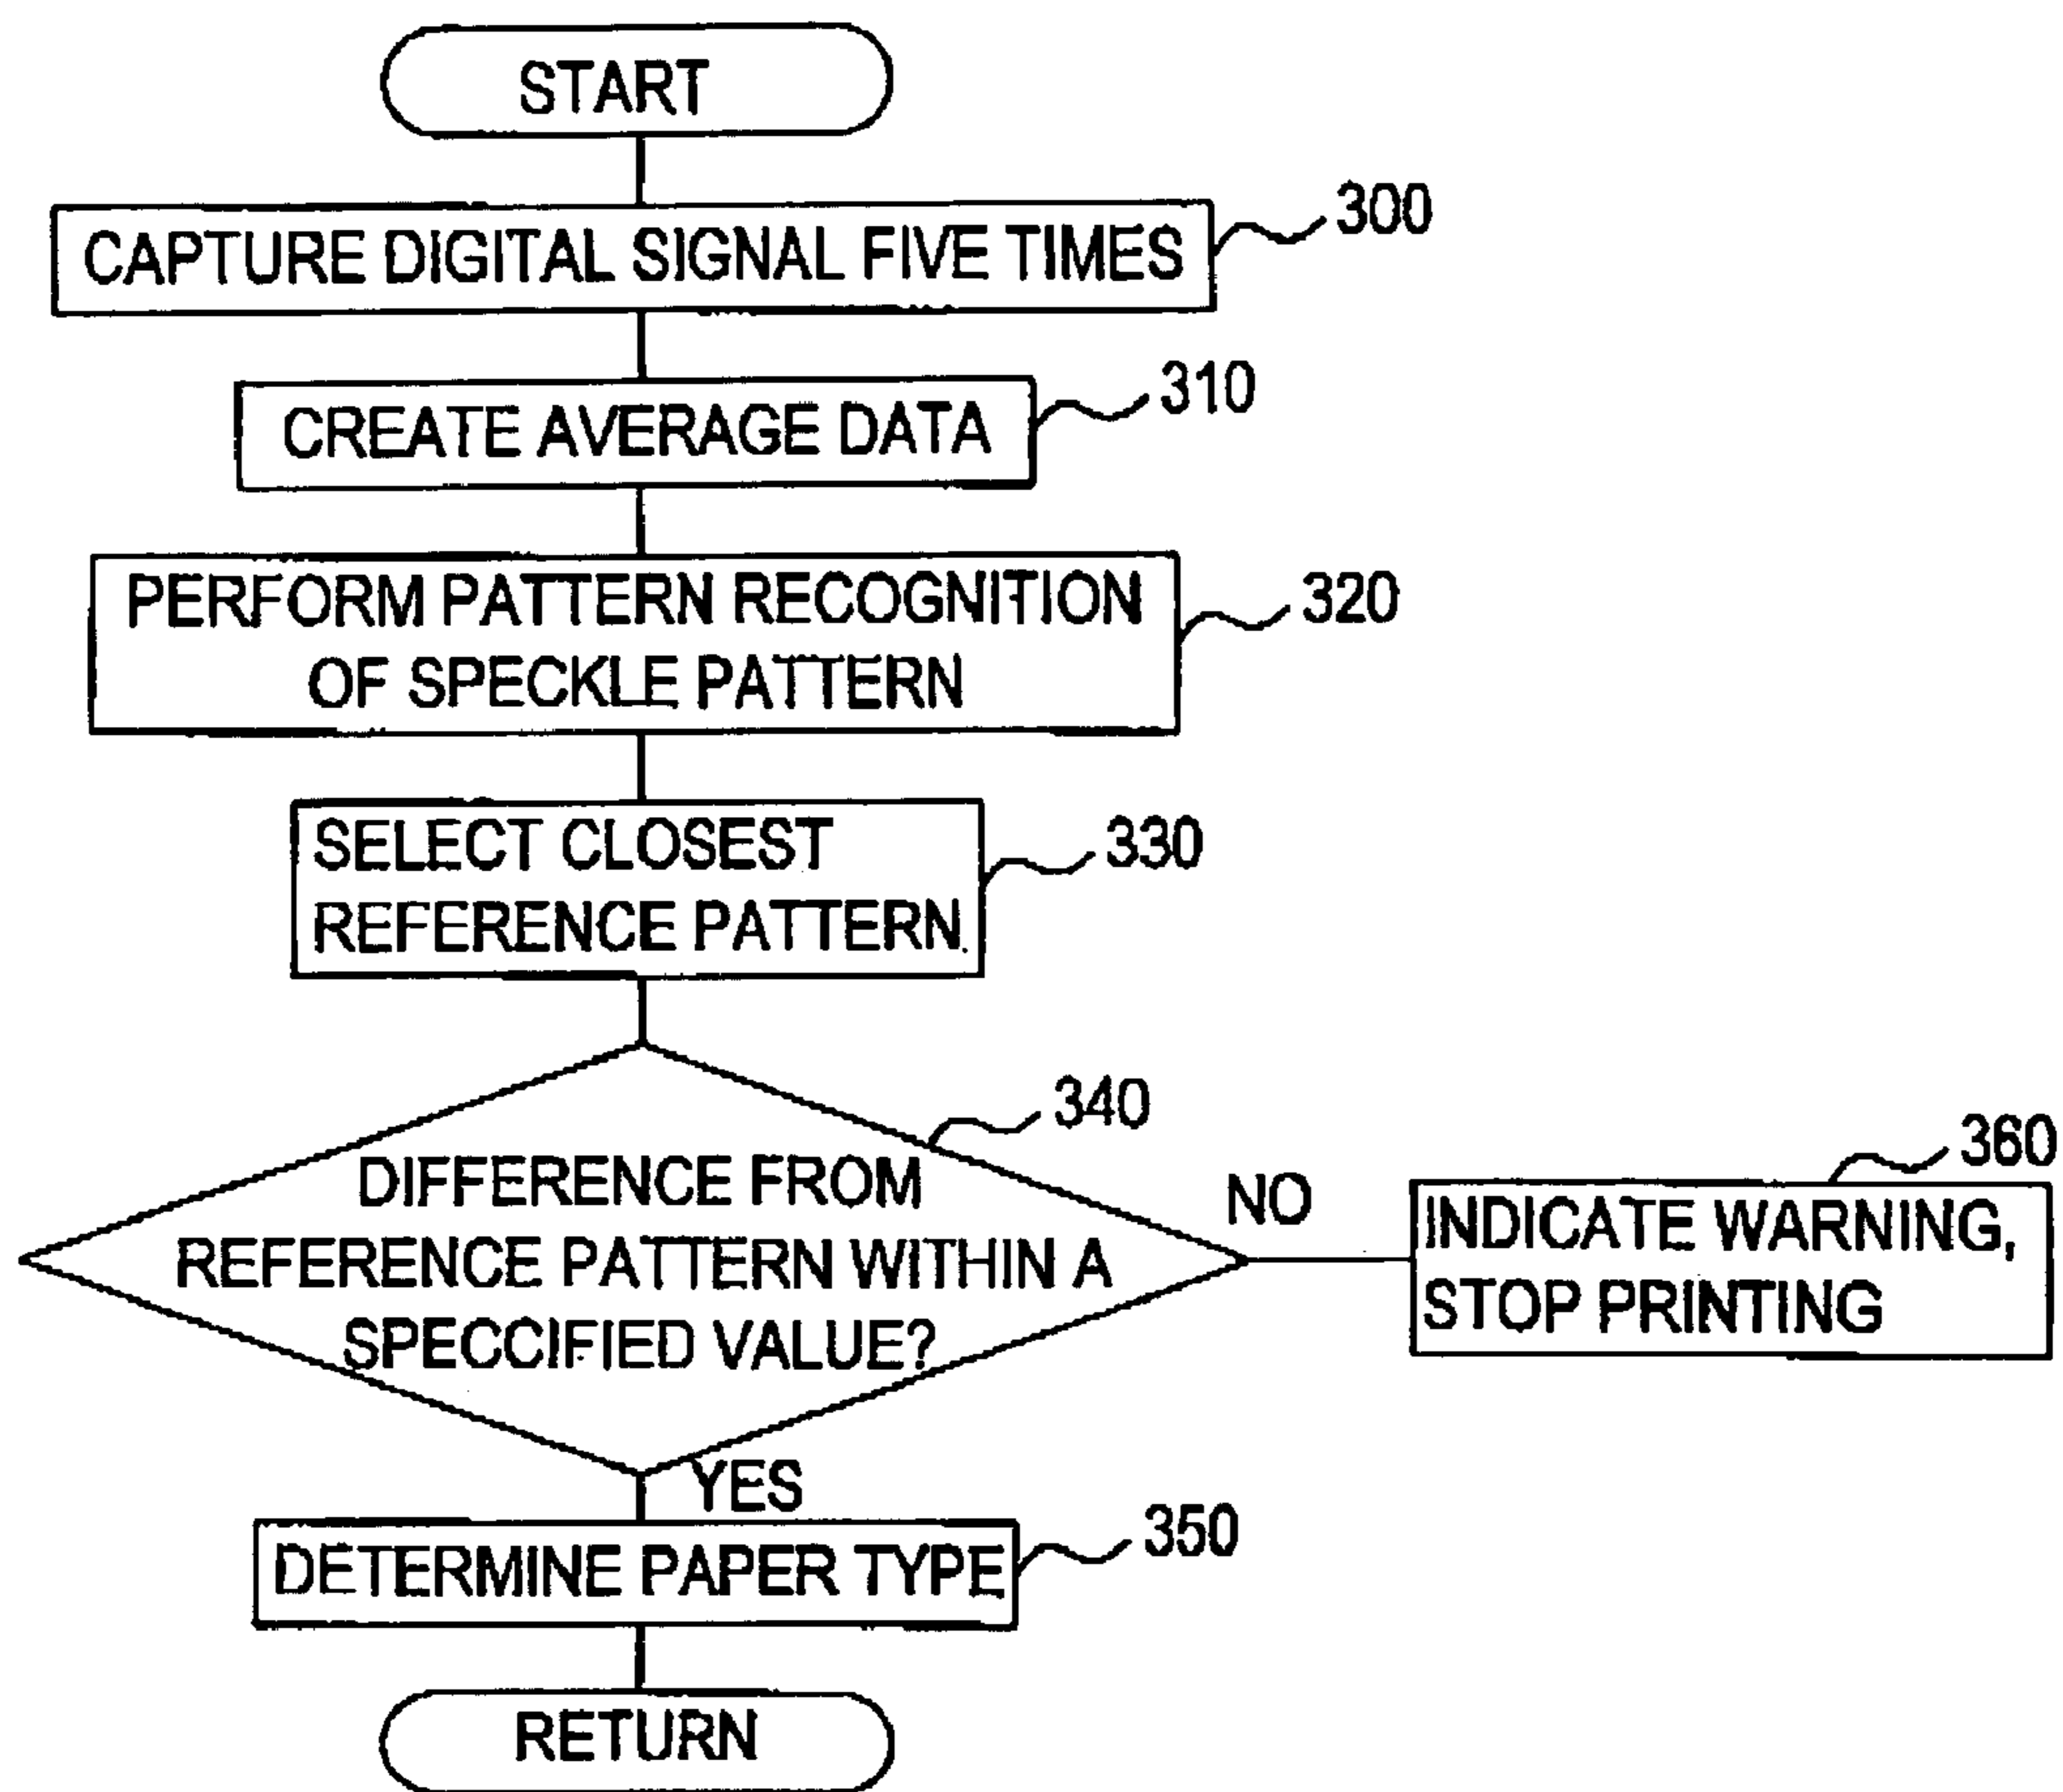 START
CAPTURE DIGITAL SIGNAL FIVE TIMES
300
CREATE AVERAGE DATA
310
PERFORM PATTERN RECOGNITION
OF SPECKLE PATTERN
320
SELECT CLOSEST
REFERENCE PATTERN.
330
340
DIFFERENCE FROM
REFERENCE PATTERN WITHIN A
SPECCIFIED VALUE?
NO
360
INDICATE WARNING,
STOP PRINTING
YES
DETERMINE PAPER TYPE
350
RETURN